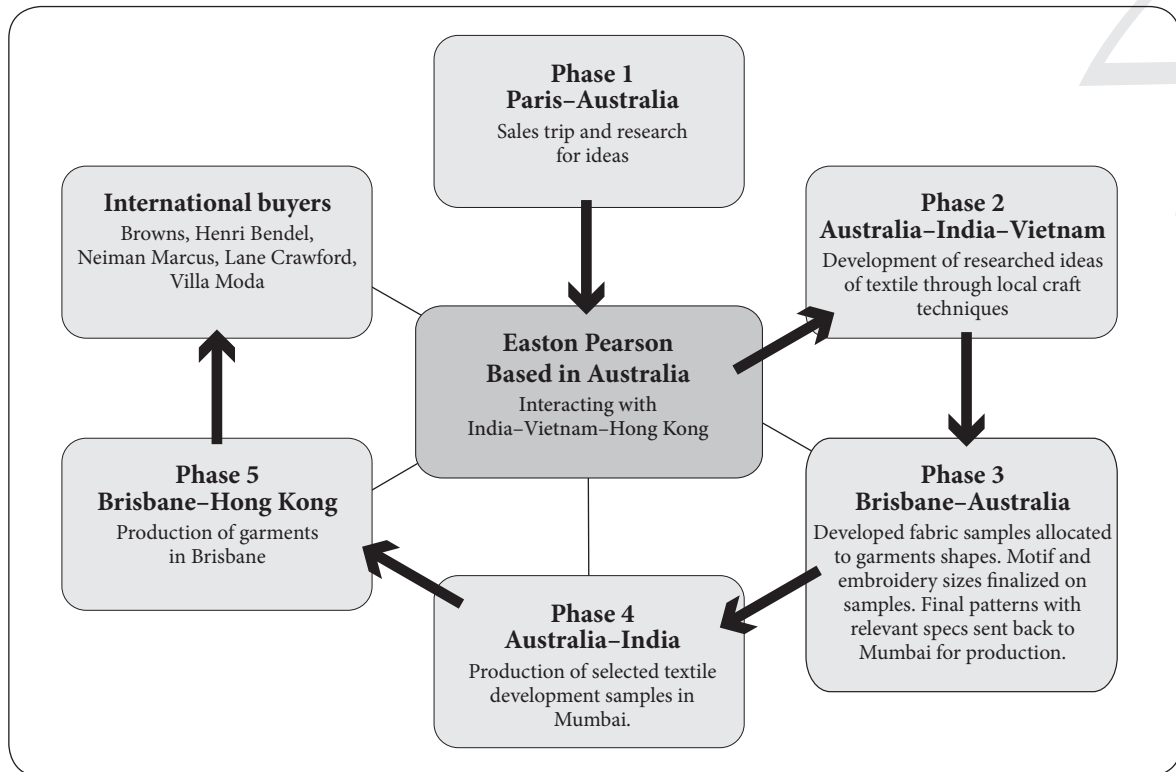 Phase 1
Paris–Australia
Sales trip and research
for ideas
International buyers
Browns, Henri Bendel,
Neiman Marcus, Lane Crawford,
Villa Moda
Phase 2
Australia–India–Vietnam
Development of researched ideas
of textile through local craft
techniques
Easton Pearson
Based in Australia
Interacting with
India–Vietnam–Hong Kong
Phase 5
Brisbane–Hong Kong
Production of garments
in Brisbane
Phase 3
Brisbane–Australia
Developed fabric samples allocated
to garments shapes. Motif and
embroidery sizes finalized on
samples. Final patterns with
relevant specs sent back to
Mumbai for production.
Phase 4
Australia–India
Production of selected textile
development samples in
Mumbai.